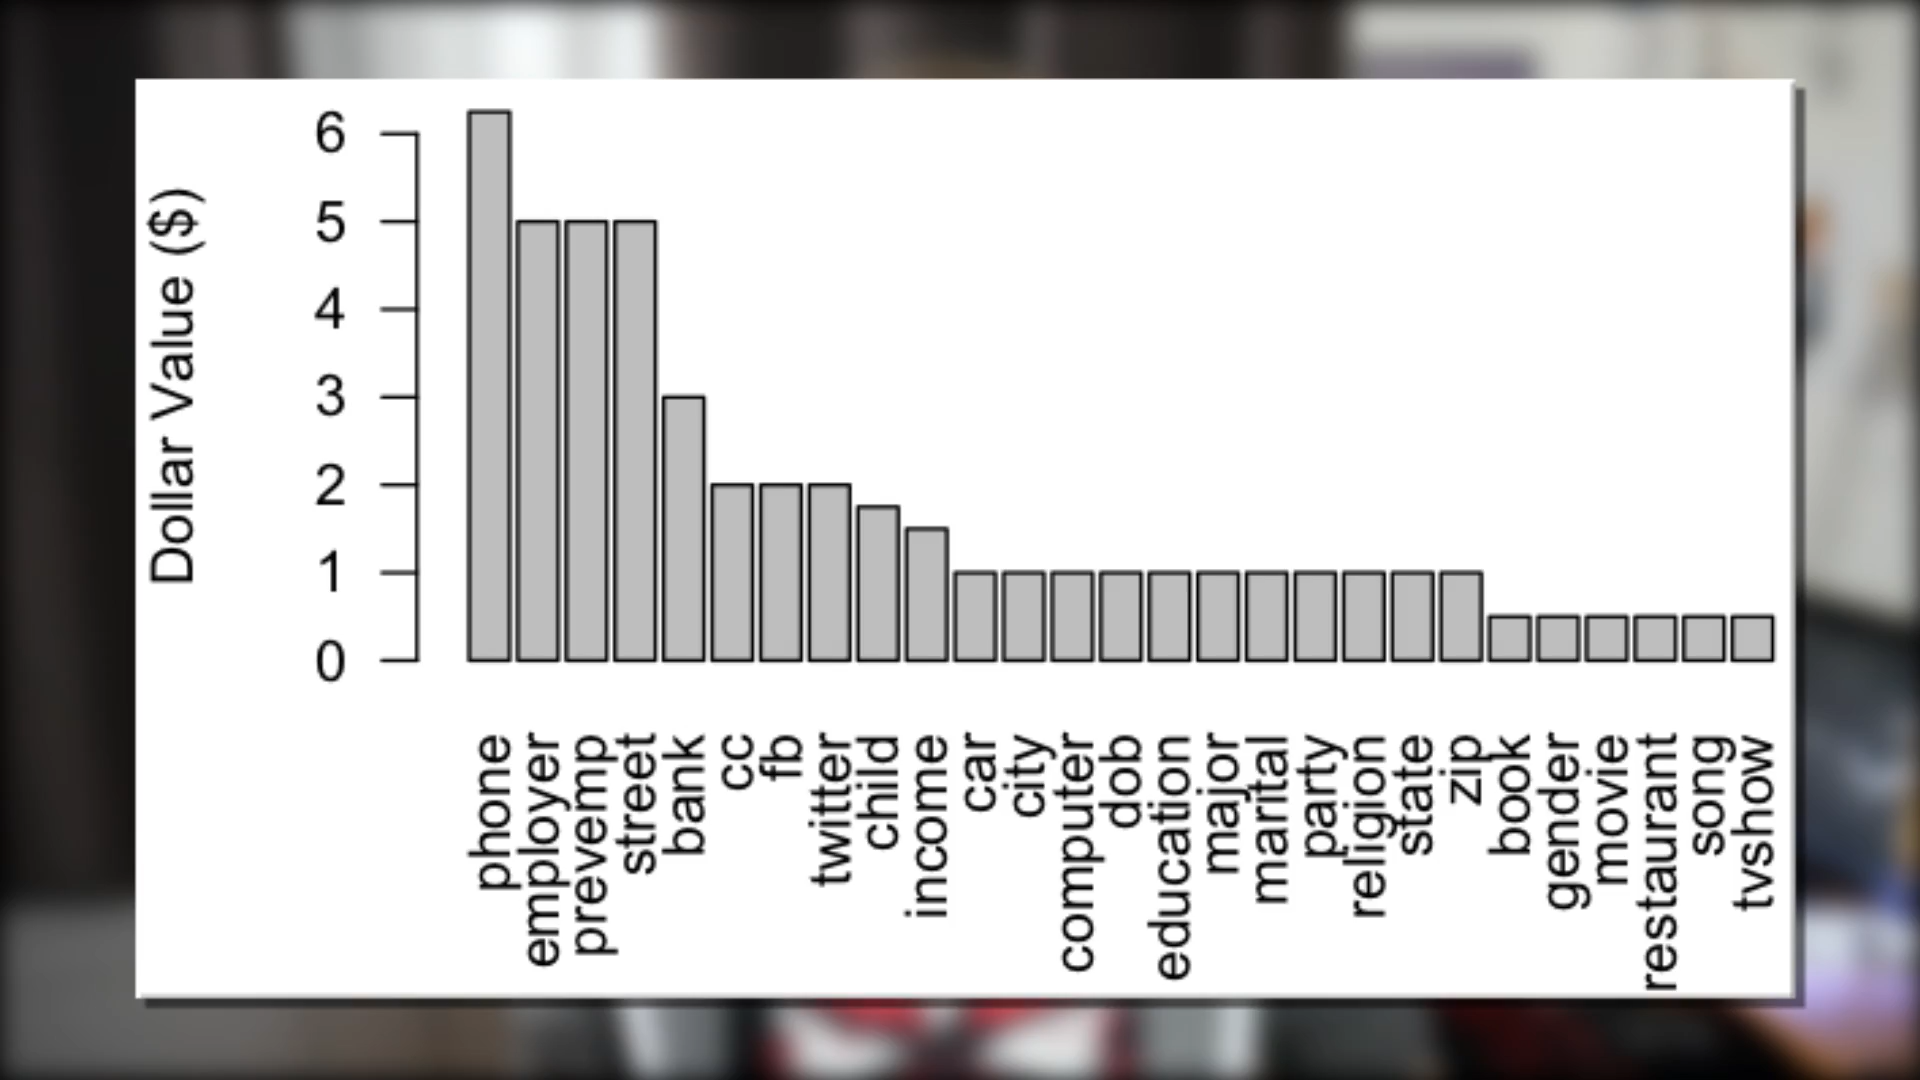 Dollar Value ($)
6
5
4
3
2
1
0
phone
employer
prevemp
street
bank
cc
fb
twitter
child
income
car
city
computer
dob
education
major
marital
party
religion
state
zip
book
gender
movie
restaurant
song
tvshow